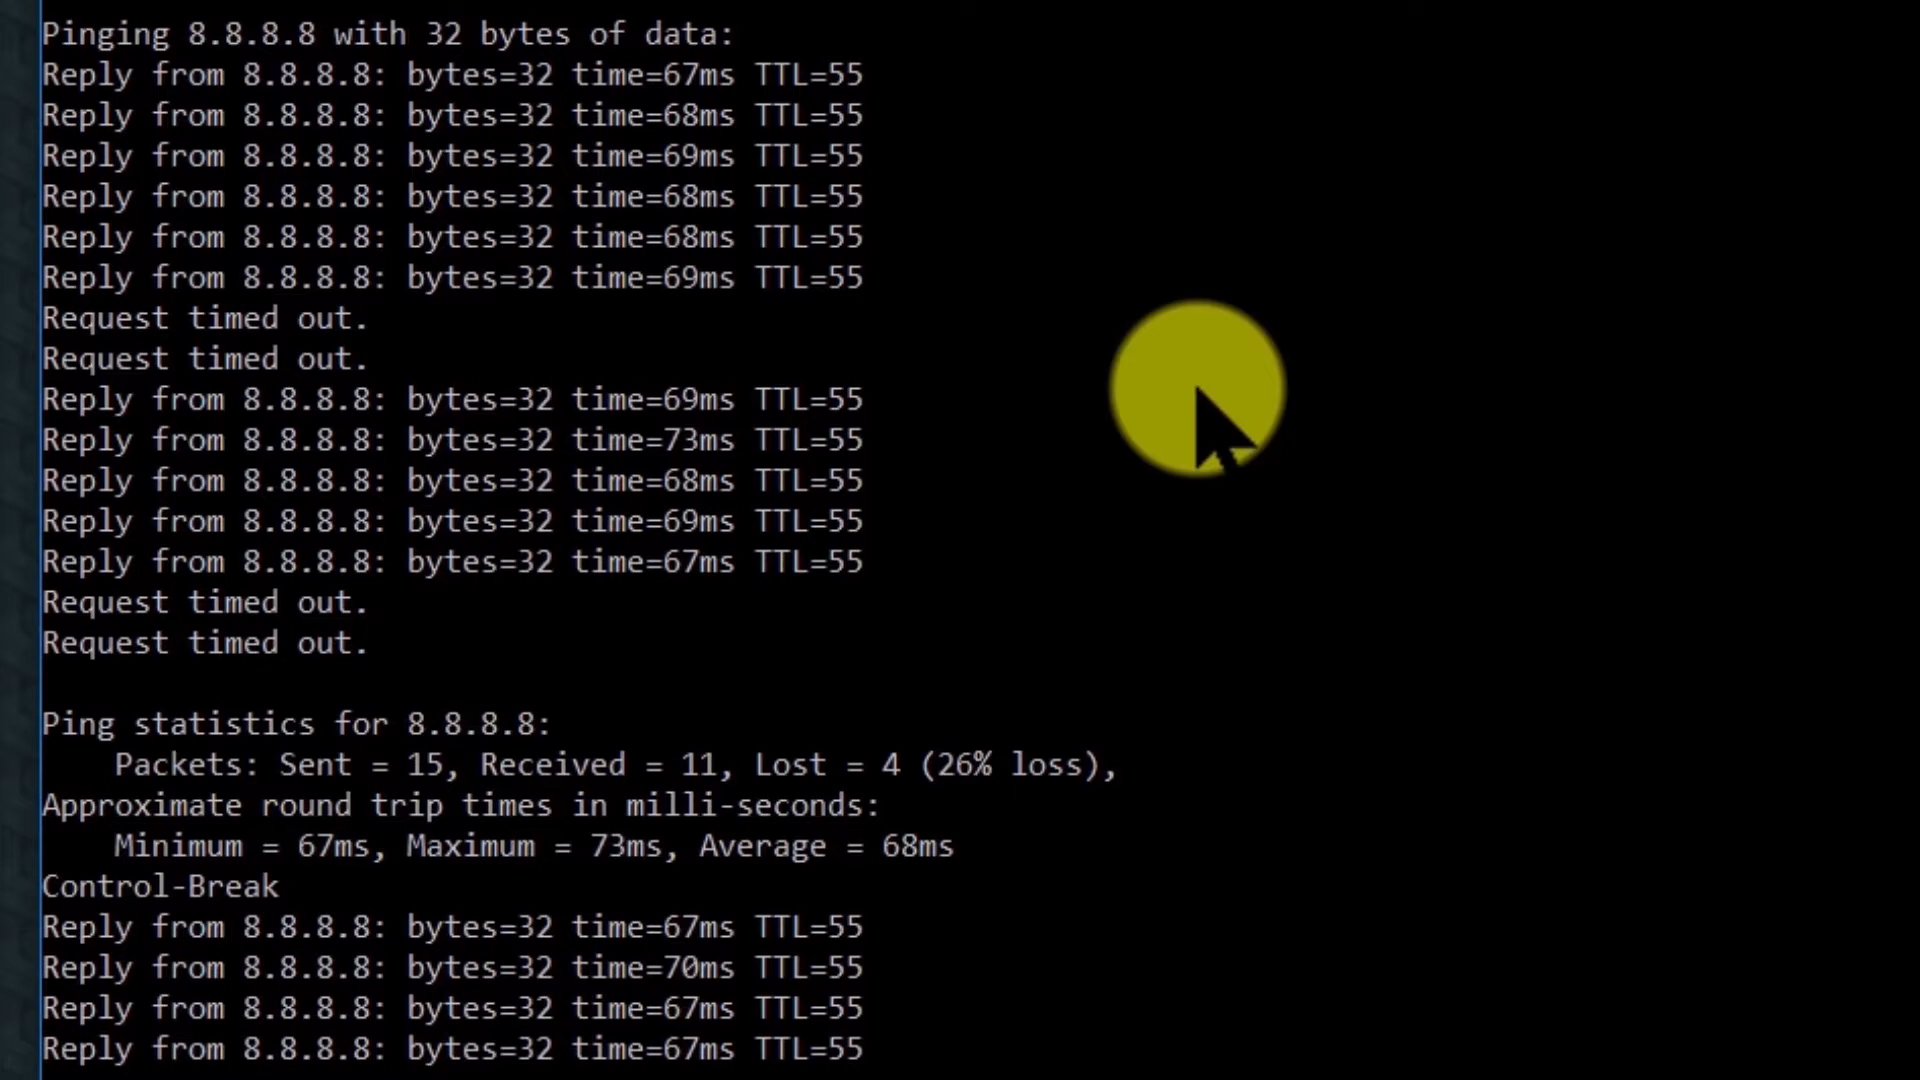 Pinging 8.8.8.8 with 32 bytes of data:
Reply from 8.8.8.8: bytes=32 time=67ms TTL=55
Reply from 8.8.8.8: bytes=32 time=68ms TTL=55
Reply from 8.8.8.8: bytes=32 time=69ms TTL=55
Reply from 8.8.8.8: bytes=32 time=68ms TTL=55
Reply from 8.8.8.8: bytes=32 time=68ms TTL=55
Reply from 8.8.8.8: bytes=32 time=69ms TTL=55
Request timed out.
Request timed out.
Reply from 8.8.8.8: bytes=32 time=69ms TTL=55
Reply from 8.8.8.8: bytes=32 time=73ms TTL=55
Reply from 8.8.8.8: bytes=32 time=68ms TTL=55
Reply from 8.8.8.8: bytes=32 time=69ms TTL=55
Reply from 8.8.8.8: bytes=32 time=67ms TTL=55
Request timed out.
Request timed out.

Ping statistics for 8.8.8.8:
    Packets: Sent = 15, Received = 11, Lost = 4 (26% loss),
Approximate round trip times in milli-seconds:
    Minimum = 67ms, Maximum = 73ms, Average = 68ms
Control-Break
Reply from 8.8.8.8: bytes=32 time=67ms TTL=55
Reply from 8.8.8.8: bytes=32 time=70ms TTL=55
Reply from 8.8.8.8: bytes=32 time=67ms TTL=55
Reply from 8.8.8.8: bytes=32 time=67ms TTL=55